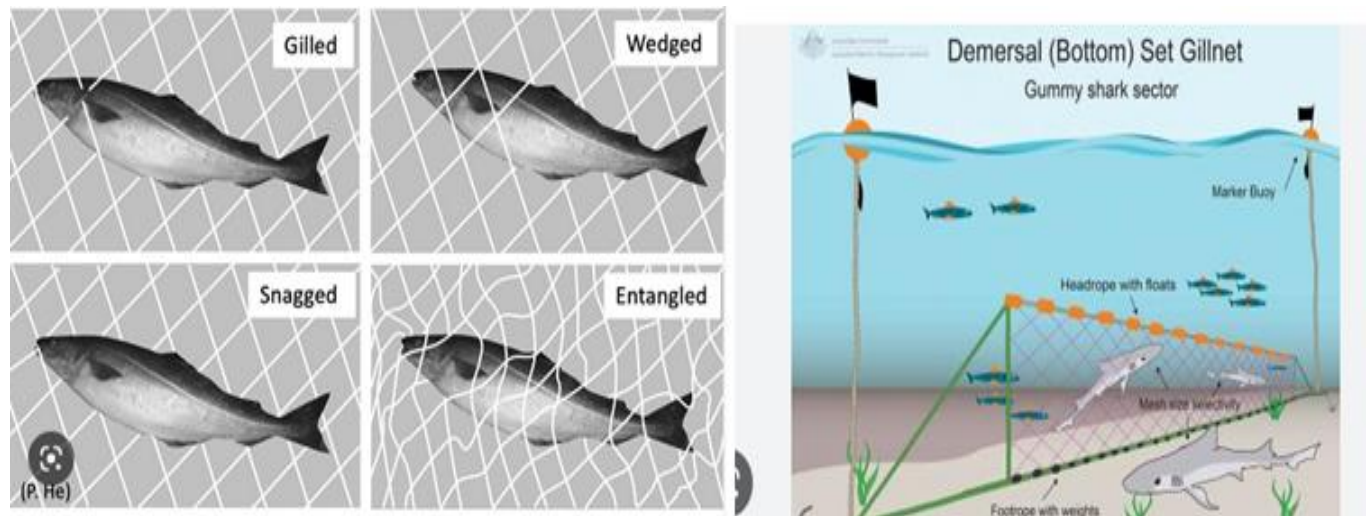 Gilled
Wedged
Snagged
Entangled
(P. He)
Demersal (Bottom) Set Gillnet
Gummy shark sector
Marker Buoy
Headrope with floats
Mesh size selectivity
Footrope with weights